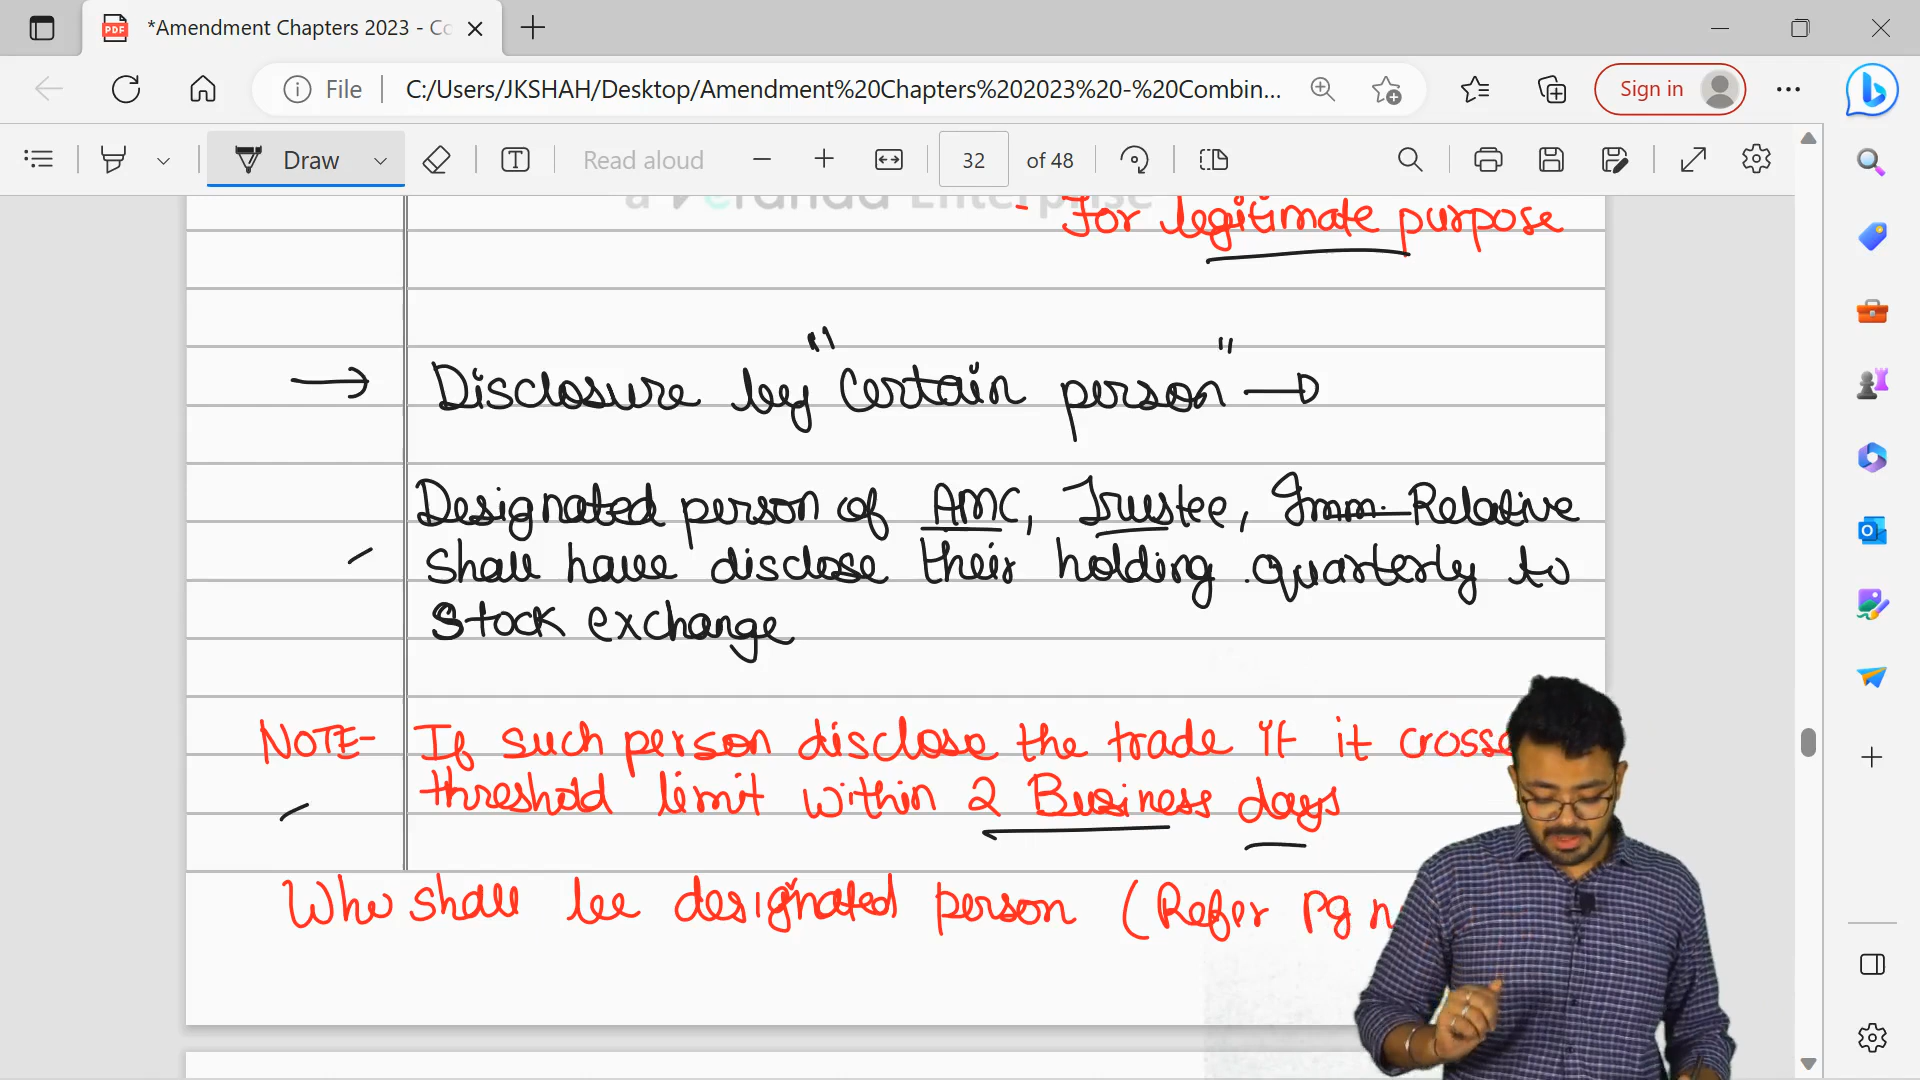 *Amendment Chapters 2023 - Co
File
C:/Users/JKSHAH/Desktop/Amendment%20Chapters%202023%20-%20Combin...
Sign in
Draw
Read aloud
32
of 48
a Veranda Enterprise
- For legitimate purpose
→ Disclosure by "Certain person" →
Designated person of AMC, Trustee, Imm. Relative
shall have disclose their holding quarterly to
Stock exchange
NOTE- If such person disclose the trade if it crosse
threshold limit within 2 Business days
Who shall be designated person (Refer Pg n